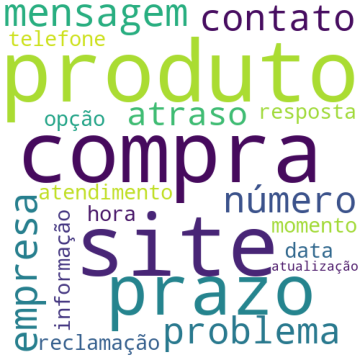 mensagem contato
telefone
produto
opção atraso resposta
compra
atendimento número
hora
site momento
data
empresa informação prazo atualização
reclamação problema